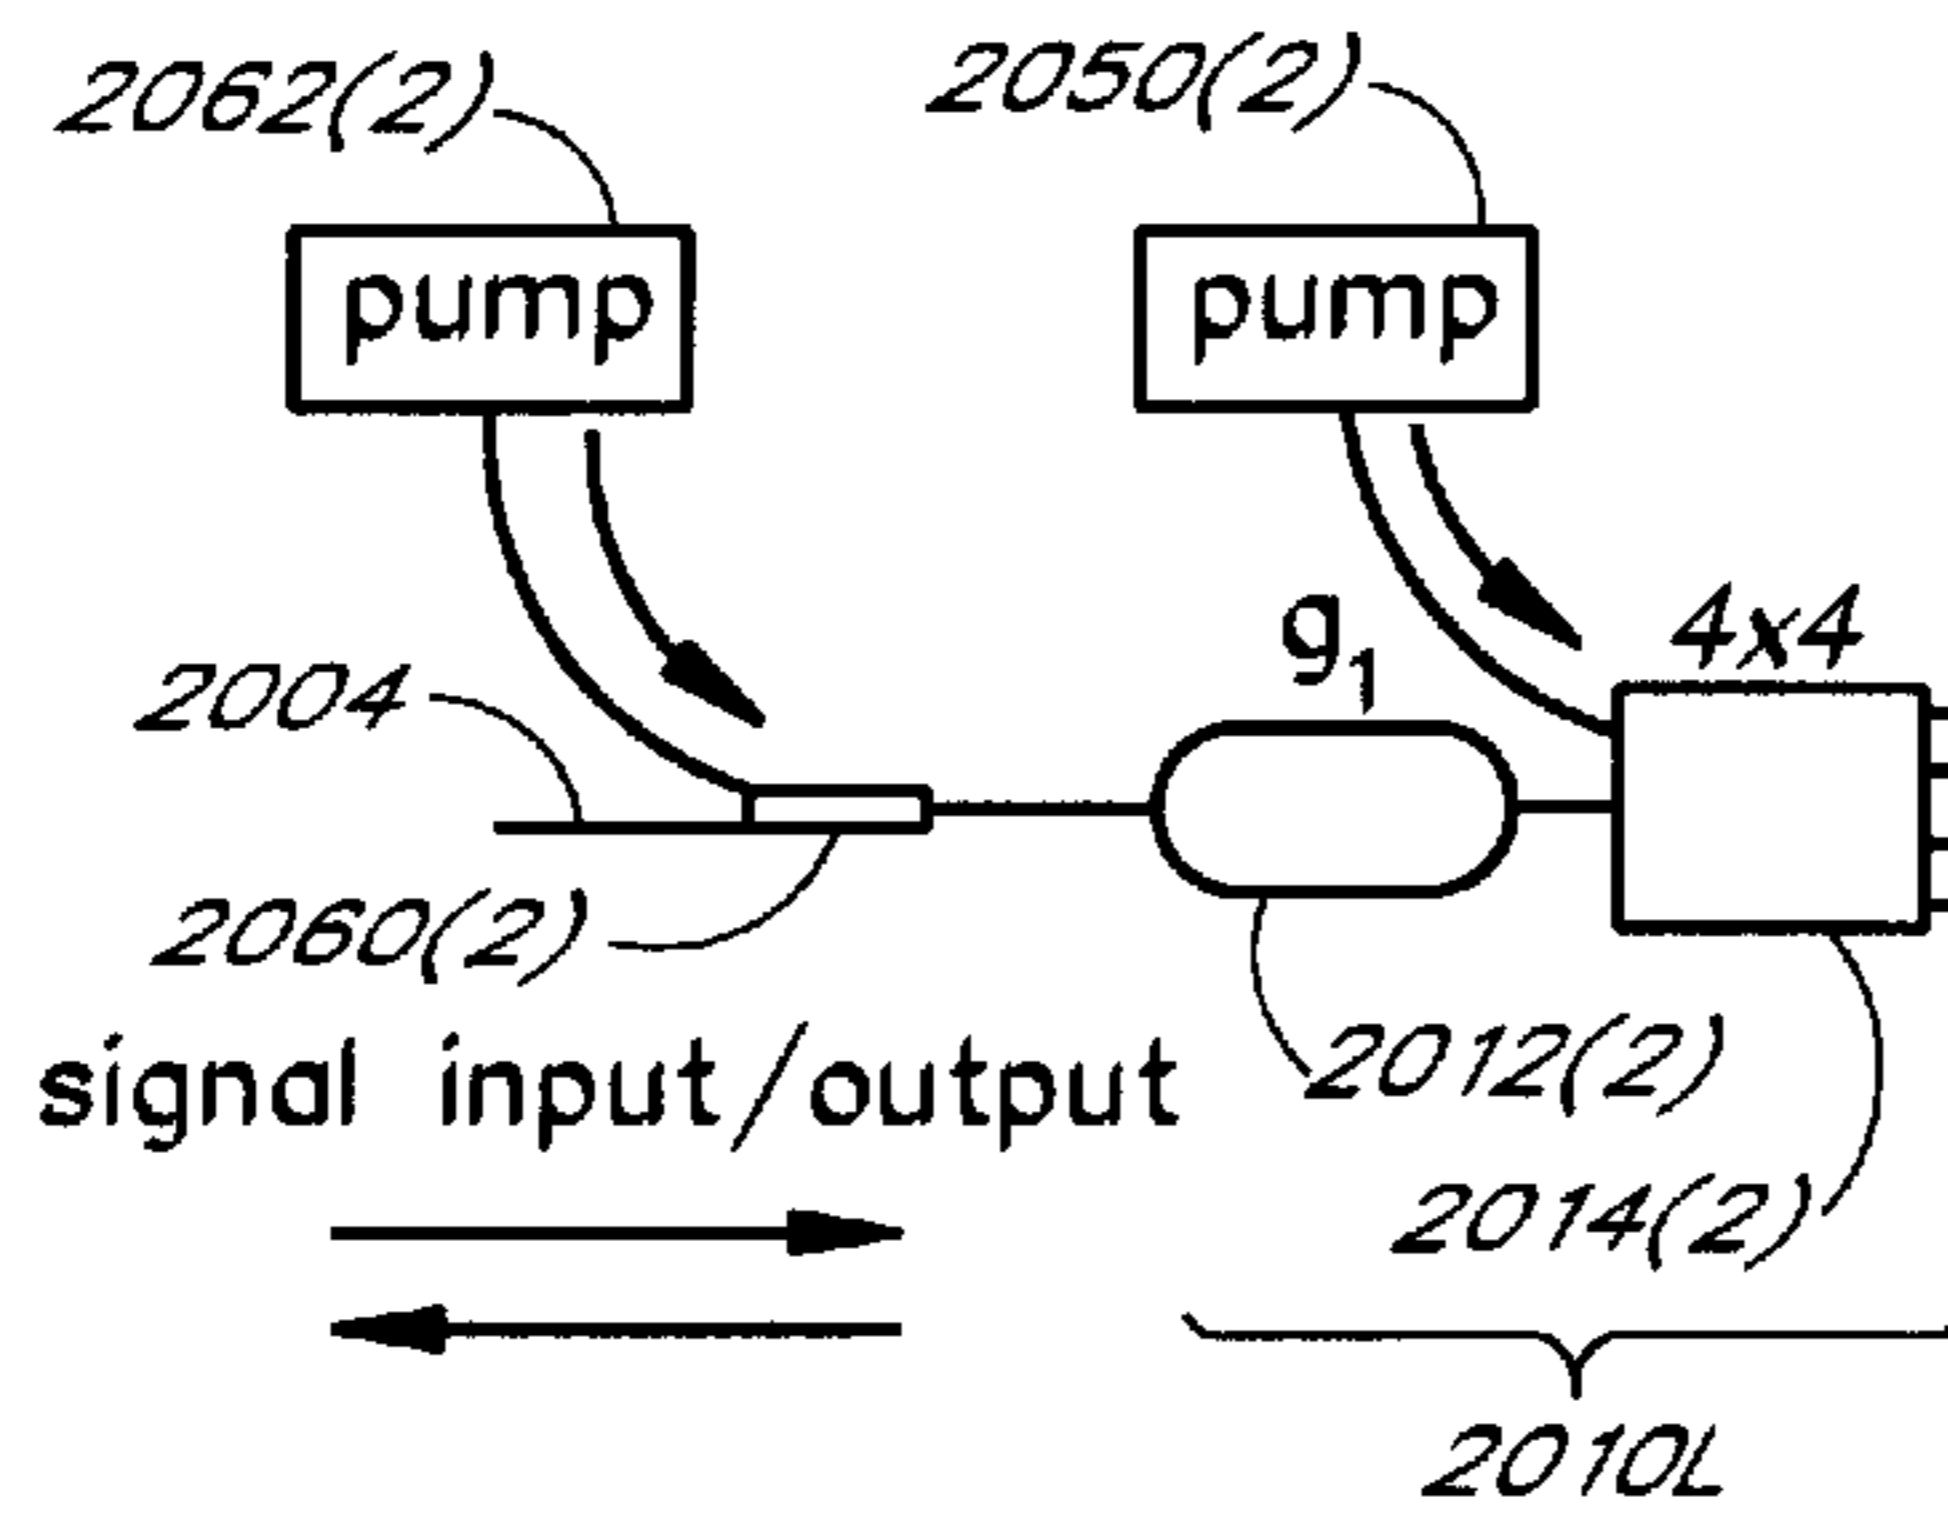 2062(2)
2050(2)
pump
pump
g1
4x4
2004
2060(2)
signal input/output
2012(2)
2014(2)
2010L